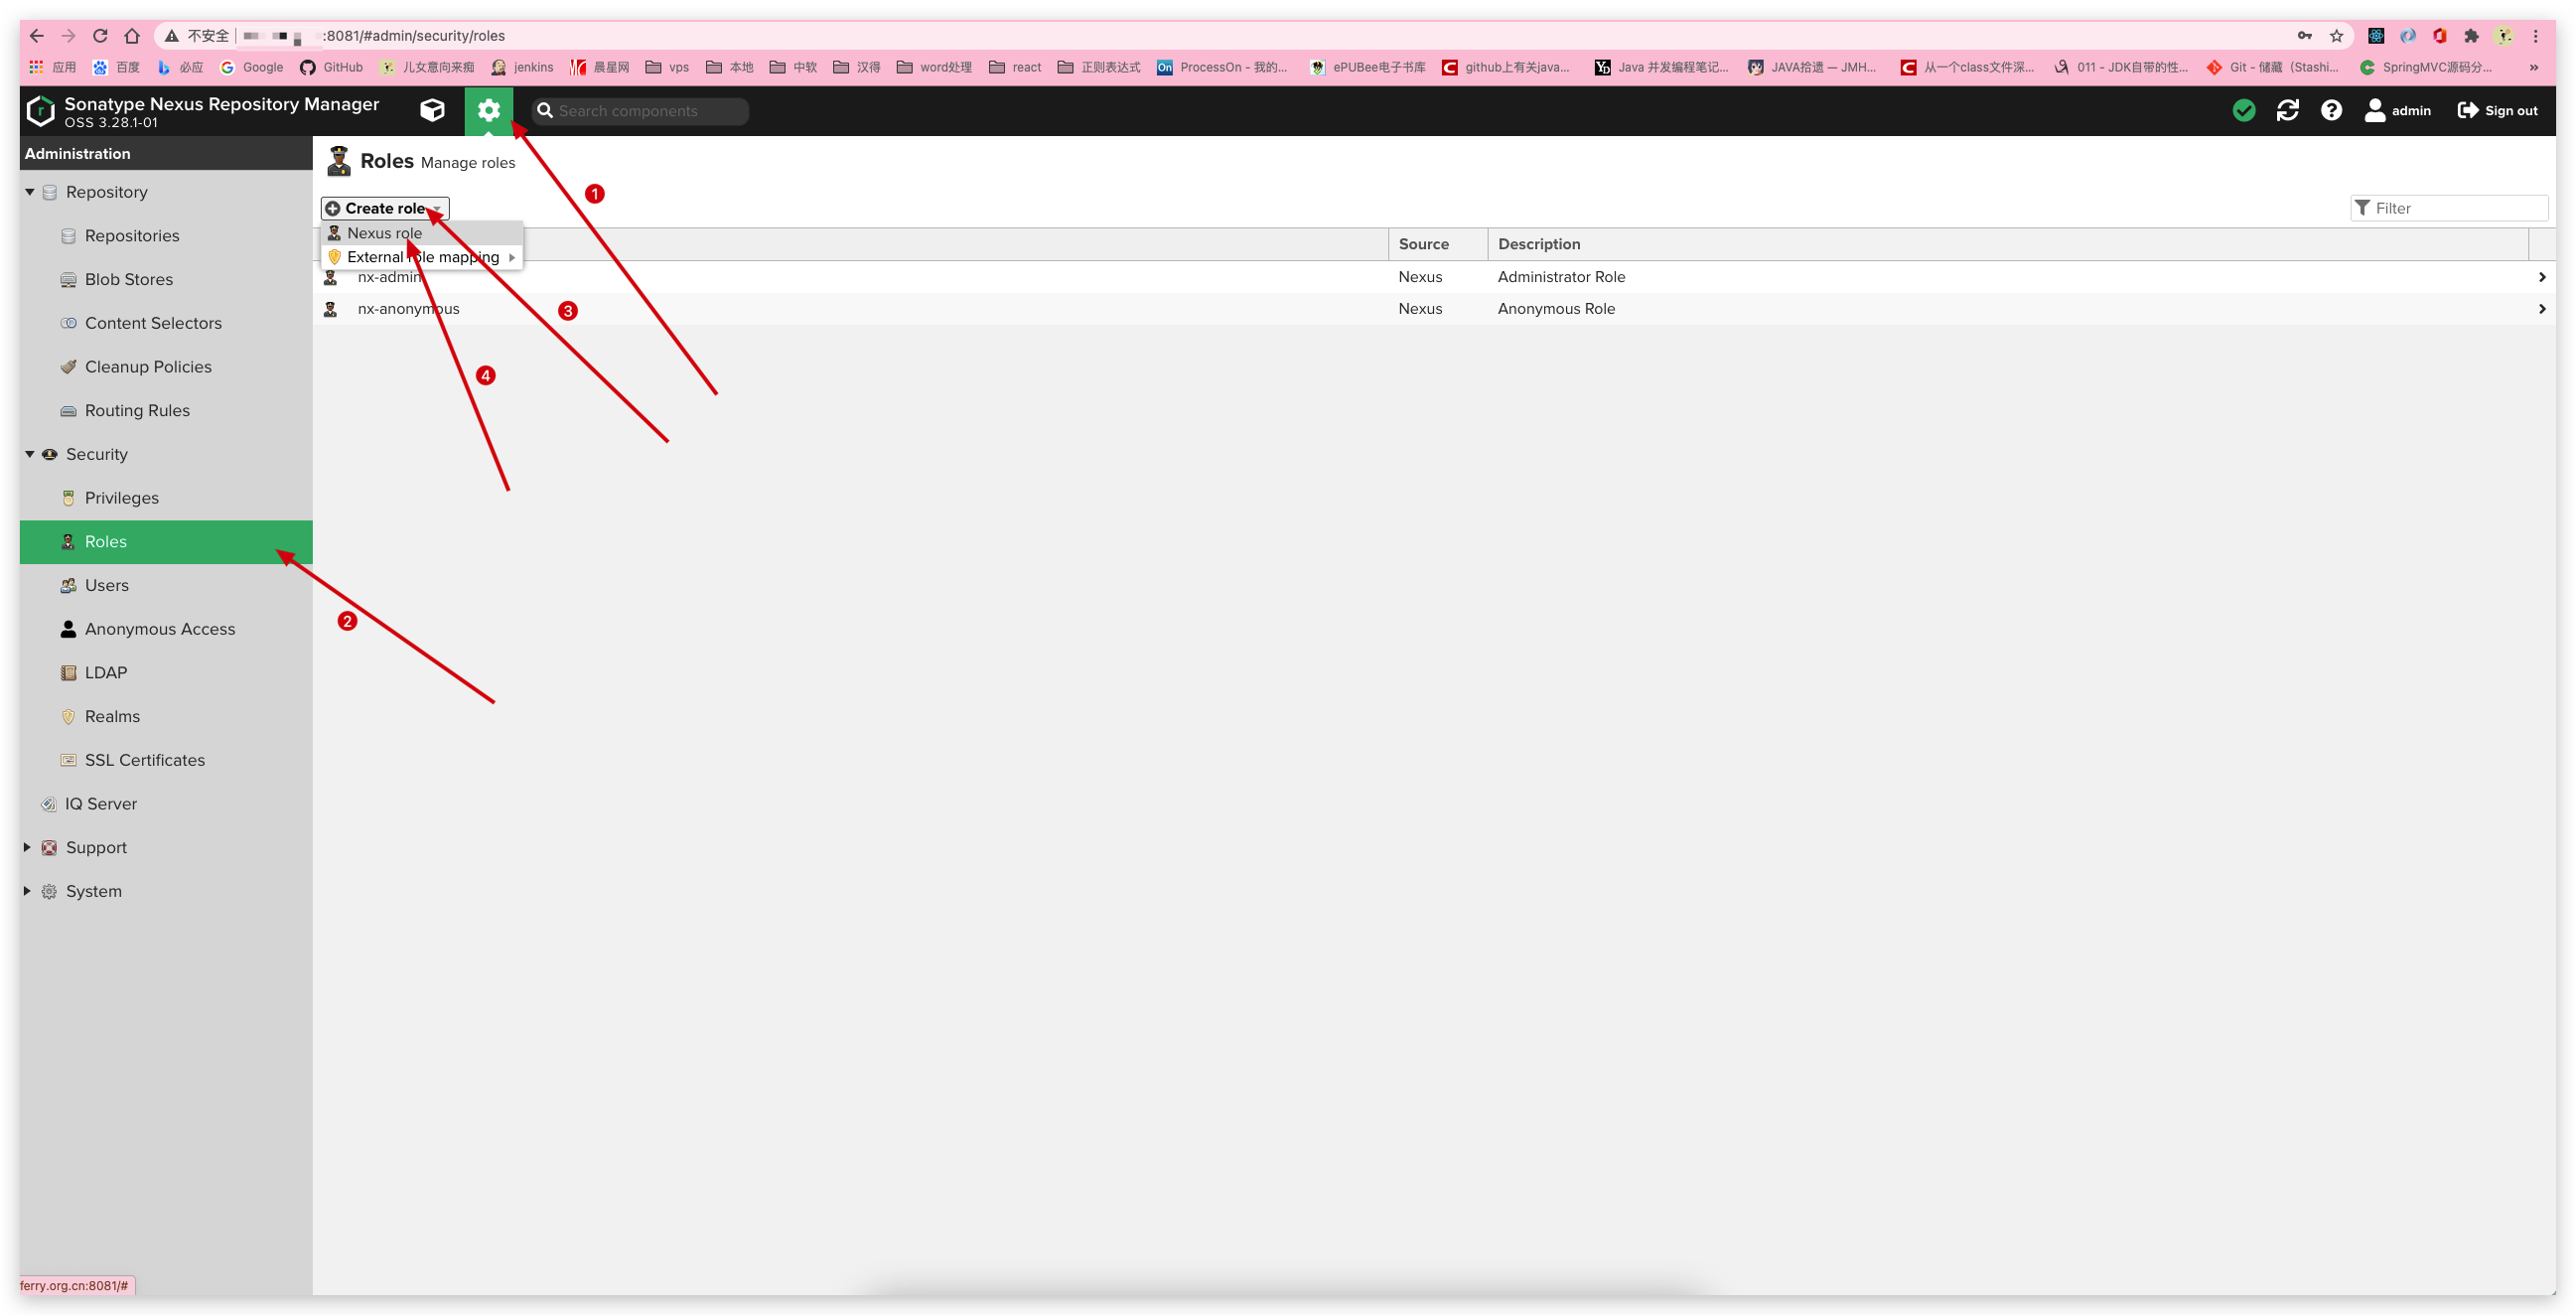 不安全 :8081/#admin/security/roles
应用 百度 必应 Google GitHub 儿女意向来痴 jenkins 晨星网 vps 本地 中软 汉得 word处理 react 正则表达式 ProcessOn - 我的... ePUBee电子书库 github上有关java... Java 并发编程笔记... JAVA拾遗 — JMH... 从一个class文件深... 011 - JDK自带的性... Git - 储藏（Stashi... SpringMVC源码分... »
Sonatype Nexus Repository Manager
OSS 3.28.1-01
Search components
admin Sign out
Administration
Roles Manage roles
1
Repository
Create role
Filter
Nexus role
Repositories
Source Description
External role mapping
nx-admin Nexus Administrator Role
Blob Stores
nx-anonymous Nexus Anonymous Role
3
Content Selectors
Cleanup Policies
4
Routing Rules
Security
Privileges
Roles
Users
2
Anonymous Access
LDAP
Realms
SSL Certificates
IQ Server
Support
System
ferry.org.cn:8081/#